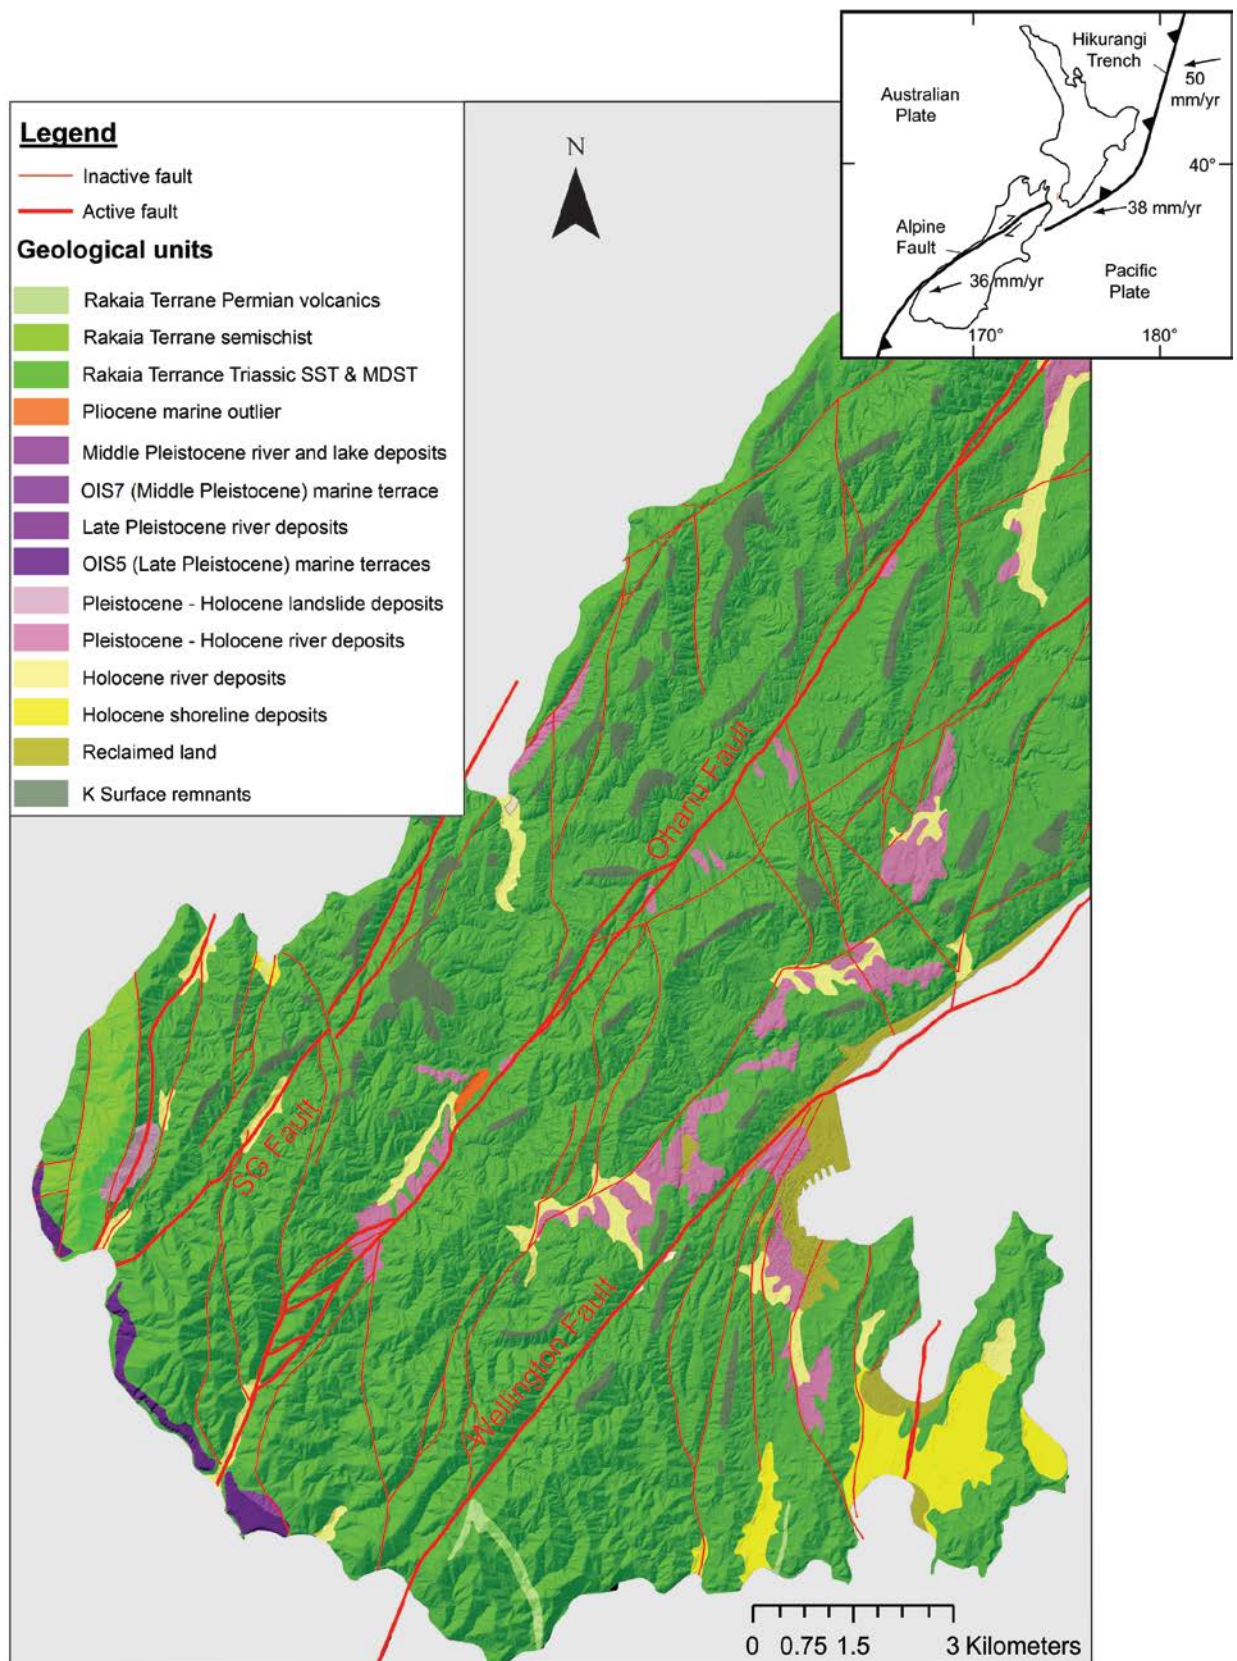 Legend
Inactive fault
Active fault
Geological units
Rakaia Terrane Permian volcanics
Rakaia Terrane semischist
Rakaia Terrance Triassic SST & MDST
Pliocene marine outlier
Middle Pleistocene river and lake deposits
OIS7 (Middle Pleistocene) marine terrace
Late Pleistocene river deposits
OIS5 (Late Pleistocene) marine terraces
Pleistocene - Holocene landslide deposits
Pleistocene - Holocene river deposits
Holocene river deposits
Holocene shoreline deposits
Reclaimed land
K Surface remnants
N
Hikurangi
Trench
50
mm/yr
Australian
Plate
40°
38 mm/yr
Alpine
Fault
36 mm/yr
Pacific
Plate
170°
180°
Ohariu Fault
SG Fault
Wellington Fault
0 0.75 1.5 3 Kilometers